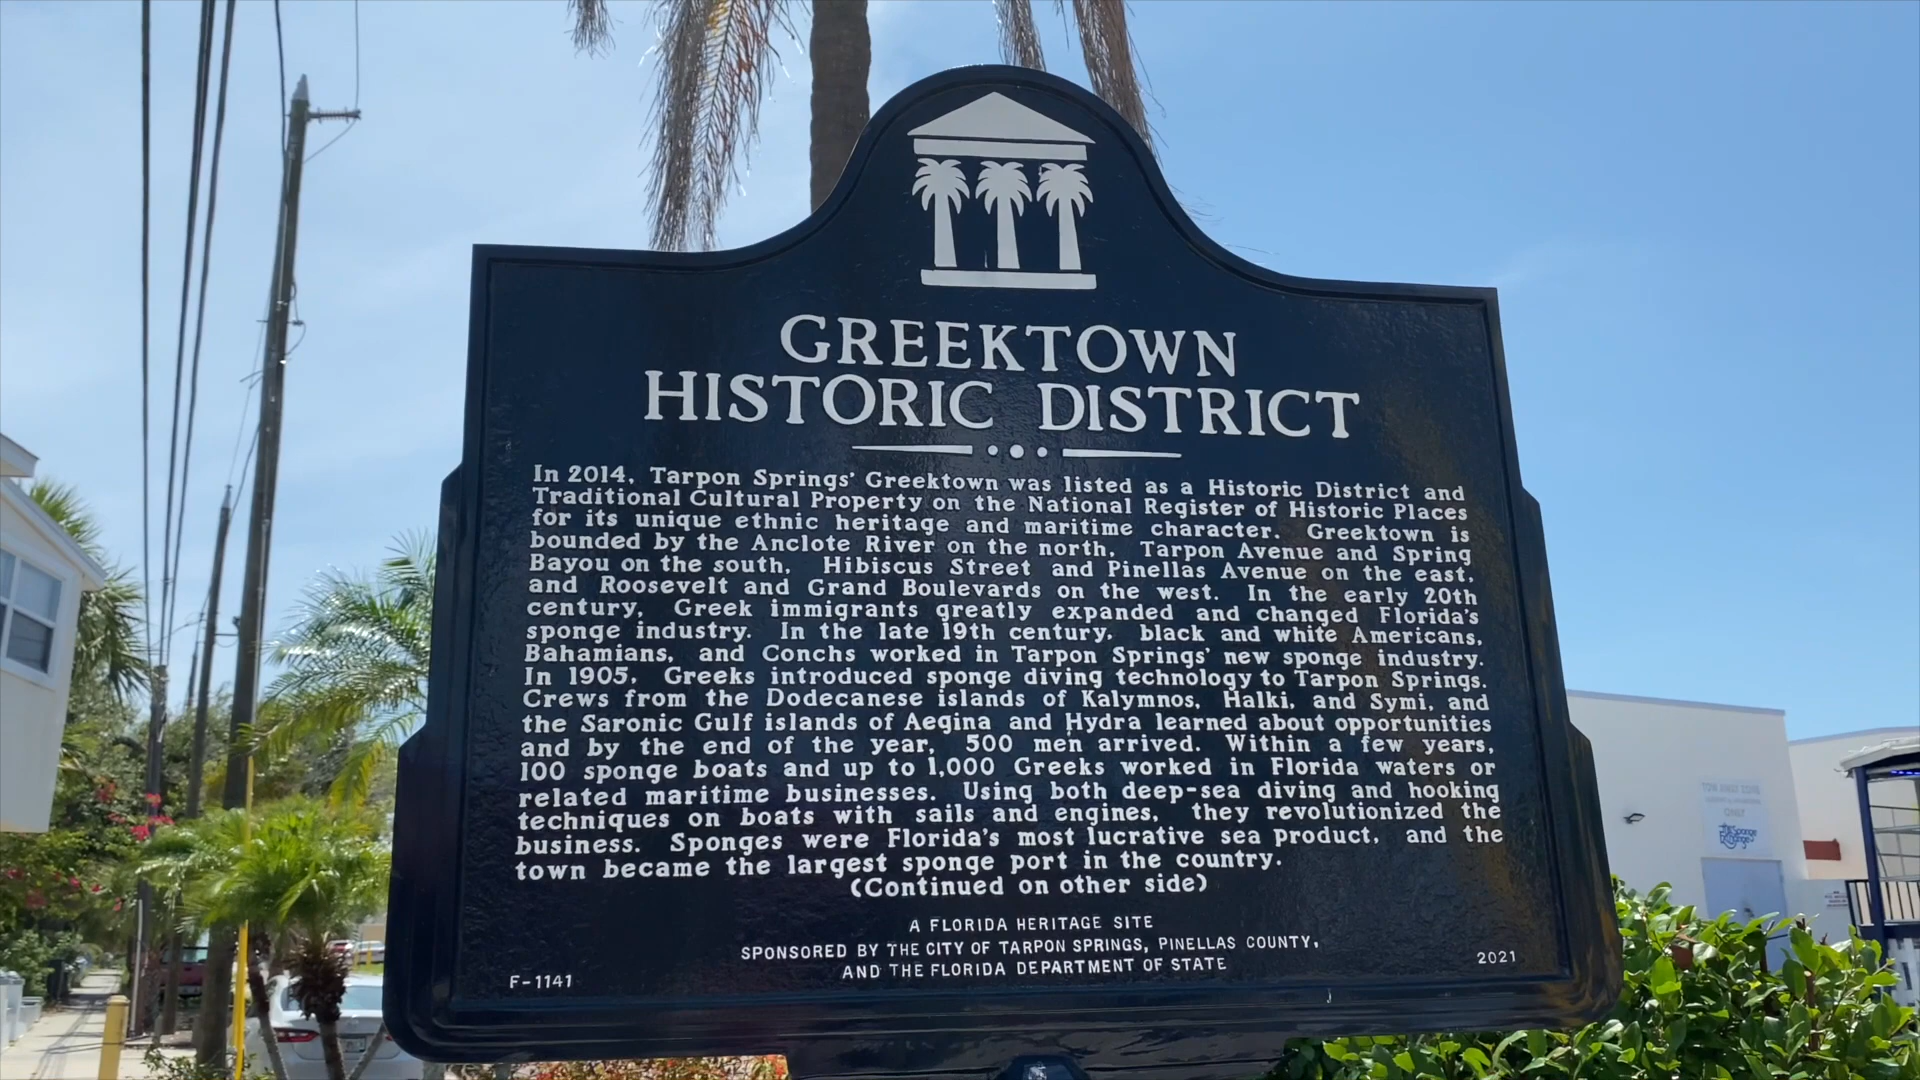 GREEKTOWN
HISTORIC DISTRICT
In 2014, Tarpon Springs' Greektown was listed as a Historic District and
Traditional Cultural Property on the National Register of Historic Places
for its unique ethnic heritage and maritime character. Greektown is
bounded by the Anclote River on the north, Tarpon Avenue and Spring
Bayou on the south, Hibiscus Street and Pinellas Avenue on the east,
and Roosevelt and Grand Boulevards on the west. In the early 20th
century, Greek immigrants greatly expanded and changed Florida's
sponge industry. In the late 19th century, black and white Americans,
Bahamians, and Conchs worked in Tarpon Springs' new sponge industry.
In 1905, Greeks introduced sponge diving technology to Tarpon Springs.
Crews from the Dodecanese islands of Kalymnos, Halki, and Symi, and
the Saronic Gulf islands of Aegina and Hydra learned about opportunities
and by the end of the year, 500 men arrived. Within a few years,
100 sponge boats and up to 1,000 Greeks worked in Florida waters or
related maritime businesses. Using both deep-sea diving and hooking
techniques on boats with sails and engines, they revolutionized the
business. Sponges were Florida's most lucrative sea product, and the
town became the largest sponge port in the country.
(Continued on other side)
A FLORIDA HERITAGE SITE
SPONSORED BY THE CITY OF TARPON SPRINGS, PINELLAS COUNTY,
AND THE FLORIDA DEPARTMENT OF STATE
F-1141
2021
TOW AWAY ZONE
ONLY
the Sponge
Exchange